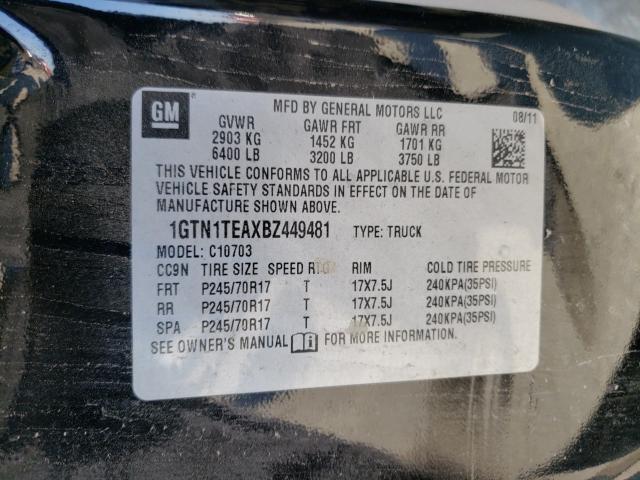 GM
MFD BY GENERAL MOTORS LLC 08/11
GVWR GAWR FRT GAWR RR
2903 KG 1452 KG 1701 KG
6400 LB 3200 LB 3750 LB
THIS VEHICLE CONFORMS TO ALL APPLICABLE U.S. FEDERAL MOTOR
VEHICLE SAFETY STANDARDS IN EFFECT ON THE DATE OF
MANUFACTURE SHOWN ABOVE.
1GTN1TEAXBZ449481 TYPE: TRUCK
MODEL: C10703
CC9N TIRE SIZE SPEED RTG RIM COLD TIRE PRESSURE
FRT P245/70R17 T 17X7.5J 240KPA(35PSI)
RR P245/70R17 T 17X7.5J 240KPA(35PSI)
SPA P245/70R17 T 17X7.5J 240KPA(35PSI)
SEE OWNER'S MANUAL FOR MORE INFORMATION.